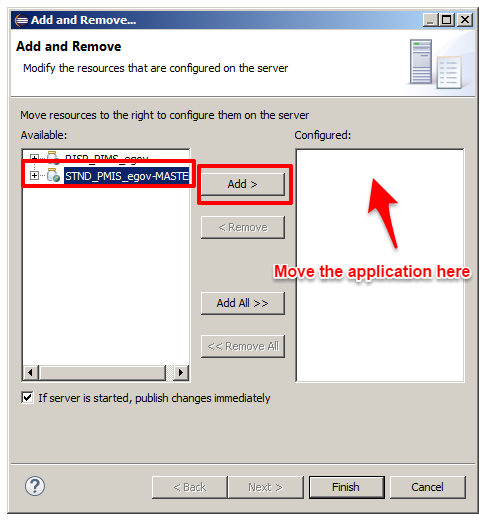 Add and Remove...
Add and Remove
Modify the resources that are configured on the server
Move resources to the right to configure them on the server
Available:
Configured:
STND_PMIS_egov-MASTE
Add >
< Remove
Move the application here
Add All >>
<< Remove All
If server is started, publish changes immediately
?
< Back
Next >
Finish
Cancel